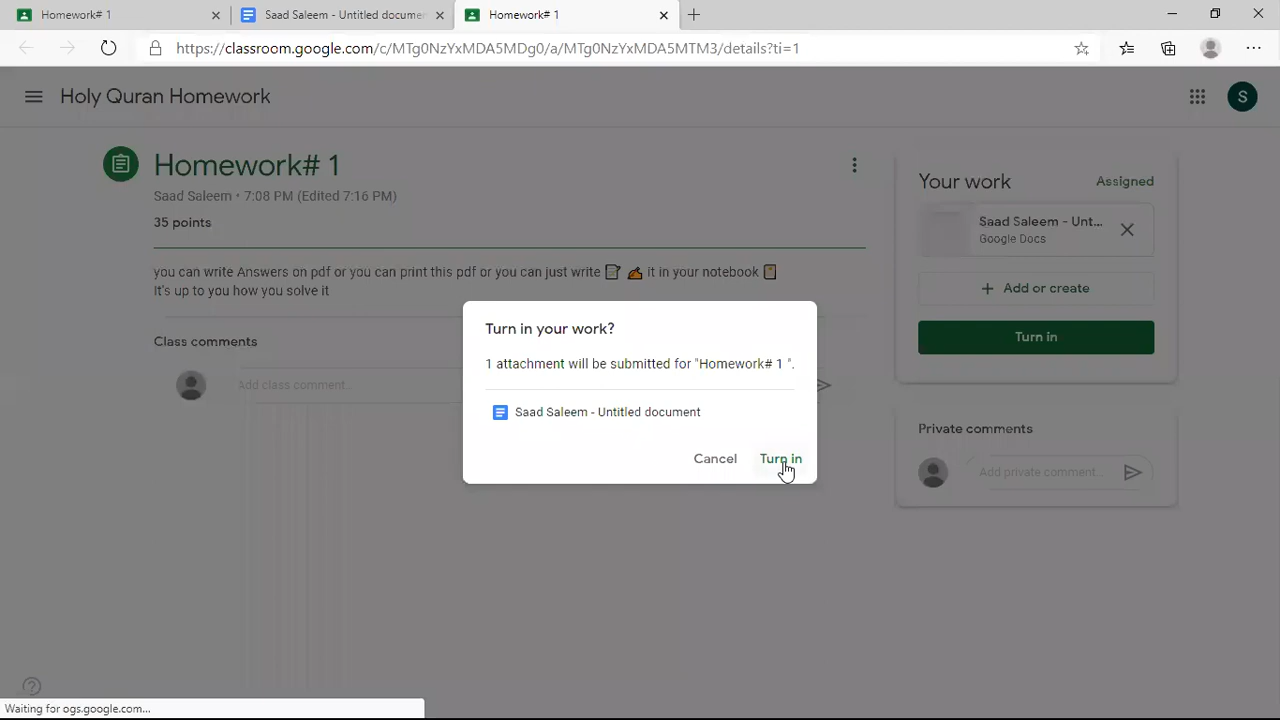 Homework# 1
Saad Saleem - Untitled documen
Homework# 1
https://classroom.google.com/c/MTg0NzYxMDA5MDg0/a/MTg0NzYxMDA5MTM3/details?ti=1
Holy Quran Homework
S
Homework# 1
Saad Saleem • 7:08 PM (Edited 7:16 PM)
35 points
you can write Answers on pdf or you can print this pdf or you can just write 📝 ✍️ it in your notebook 📔
It's up to you how you solve it
Class comments
Add class comment...
Your work
Assigned
Saad Saleem - Unt...
Google Docs
Add or create
Turn in
Private comments
Add private comment...
Turn in your work?
1 attachment will be submitted for "Homework# 1 ".
Saad Saleem - Untitled document
Cancel
Turn in
Waiting for ogs.google.com...